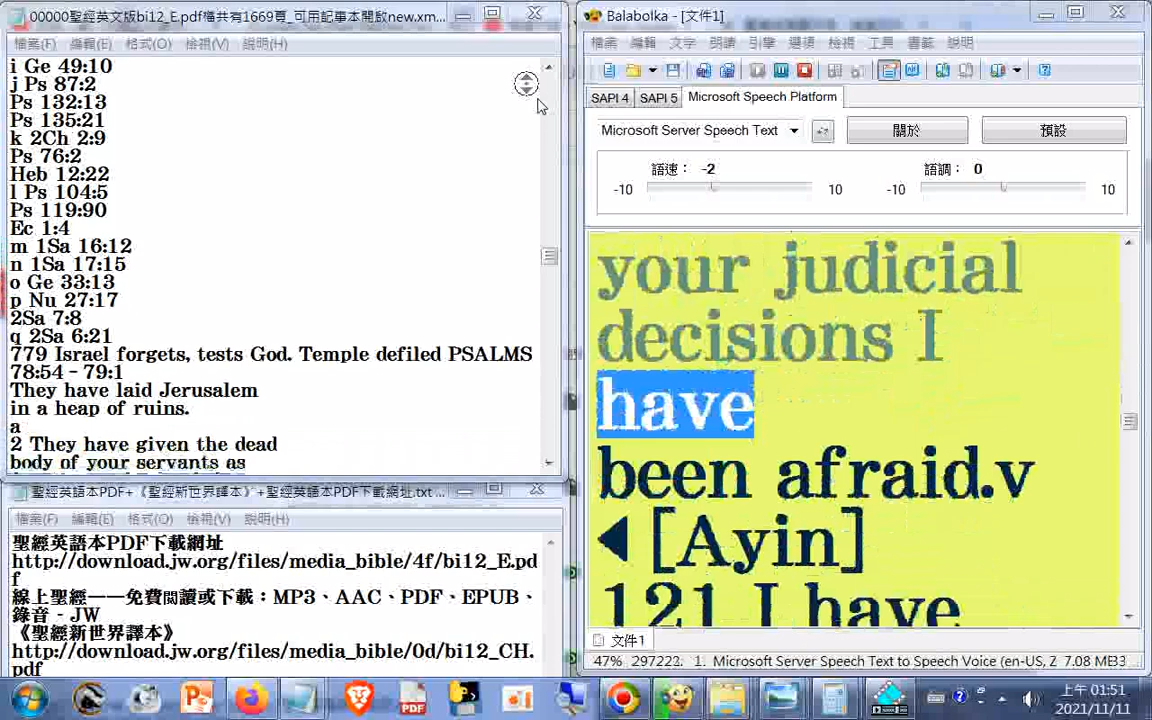 00000聖經英文版bi12_E.pdf檔共有1669頁_可用記事本開啟new.xm...
檔案(F) 編輯(E) 格式(O) 檢視(V) 說明(H)
i Ge 49:10
j Ps 87:2
Ps 132:13
Ps 135:21
k 2Ch 2:9
Ps 76:2
Heb 12:22
l Ps 104:5
Ps 119:90
Ec 1:4
m 1Sa 16:12
n 1Sa 17:15
o Ge 33:13
p Nu 27:17
2Sa 7:8
q 2Sa 6:21
779 Israel forgets, tests God. Temple defiled PSALMS
78:54–79:1
They have laid Jerusalem
in a heap of ruins.
a
2 They have given the dead
body of your servants as
聖經英語本PDF+《聖經新世界譯本》+聖經英語本PDF下載網址.txt ...
檔案(F) 編輯(E) 格式(O) 檢視(V) 說明(H)
聖經英語本PDF下載網址
http://download.jw.org/files/media_bible/4f/bi12_E.pd
f
線上聖經——免費閱讀或下載：MP3、AAC、PDF、EPUB、
錄音 - JW
《聖經新世界譯本》
http://download.jw.org/files/media_bible/0d/bi12_CH.
pdf
Balabolka - [文件1]
檔案 編輯 文字 朗讀 引擎 選項 檢視 工具 書籤 說明
SAPI 4 SAPI 5 Microsoft Speech Platform
Microsoft Server Speech Text 關於 預設
語速： -2 語調： 0
-10 10 -10 10
your judicial
decisions I
have
been afraid.v
◀ [Ayin]
121 I have
文件1
47% 297222. 1. Microsoft Server Speech Text to Speech Voice (en-US, Z 7.08 MB
上午 01:51
2021/11/11